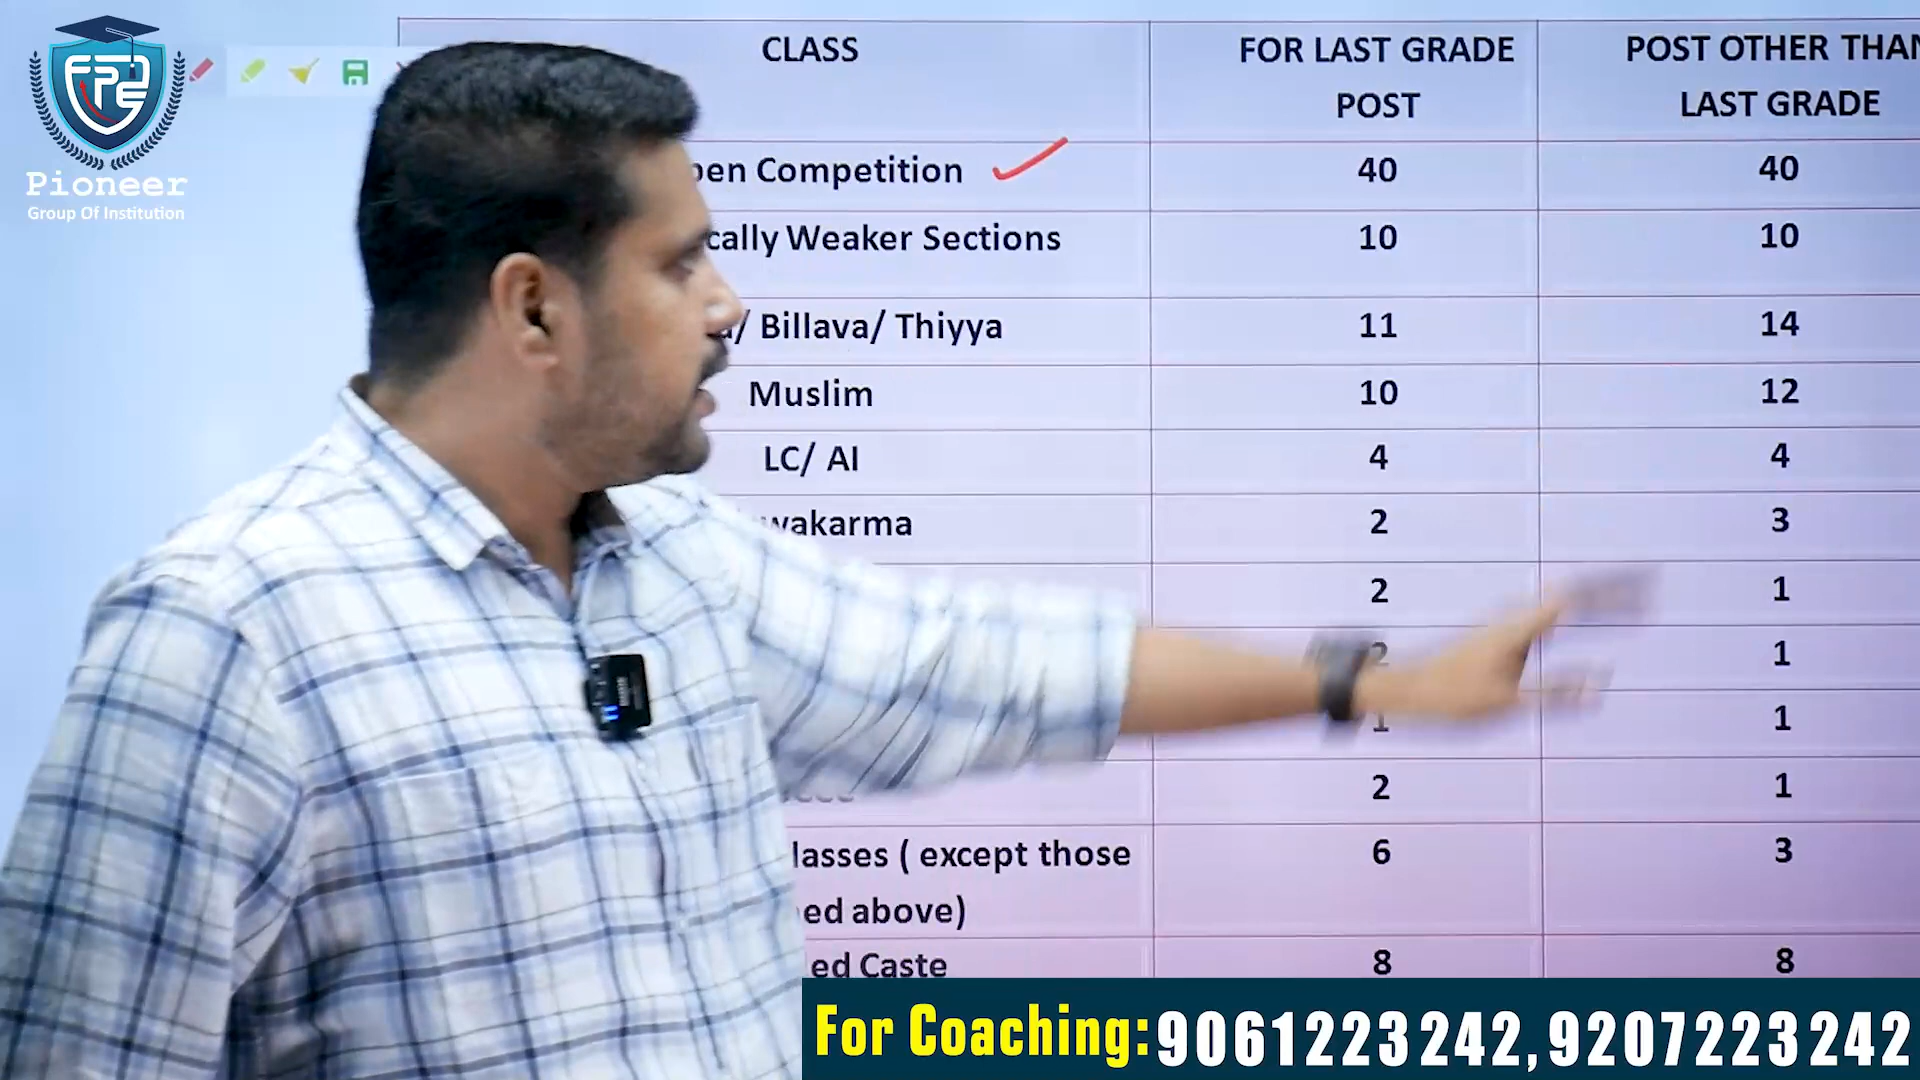 FPGE
Pioneer
Group Of Institution
CLASS FOR LAST GRADE POST OTHER THAN
POST LAST GRADE
pen Competition 40 40
cally Weaker Sections 10 10
/ Billava/ Thiyya 11 14
Muslim 10 12
LC/ AI 4 4
wakarma 2 3
2 1
2 1
1 1
2 1
lasses ( except those 6 3
ed above)
ed Caste 8 8
For Coaching: 9061223242, 9207223242